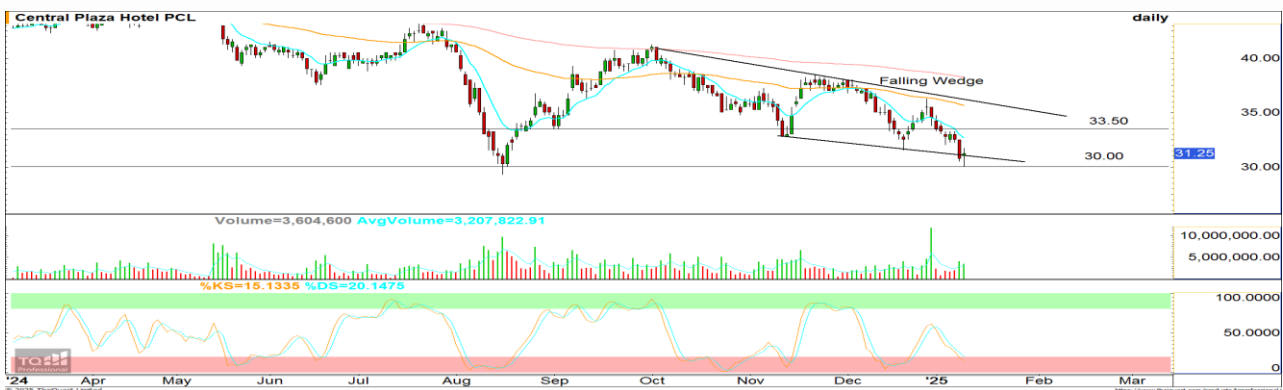 Central Plaza Hotel PCL
daily
40.00
Falling Wedge
35.00
33.50
30.00
31.25
30.00
Volume=3,604,600 AvgVolume=3,207,822.91
10,000,000.00
5,000,000.00
%KS=15.1335 %DS=20.1475
100.0000
50.0000
0
TQ
Professional
'24 Apr May Jun Jul Aug Sep Oct Nov Dec '25 Feb Mar